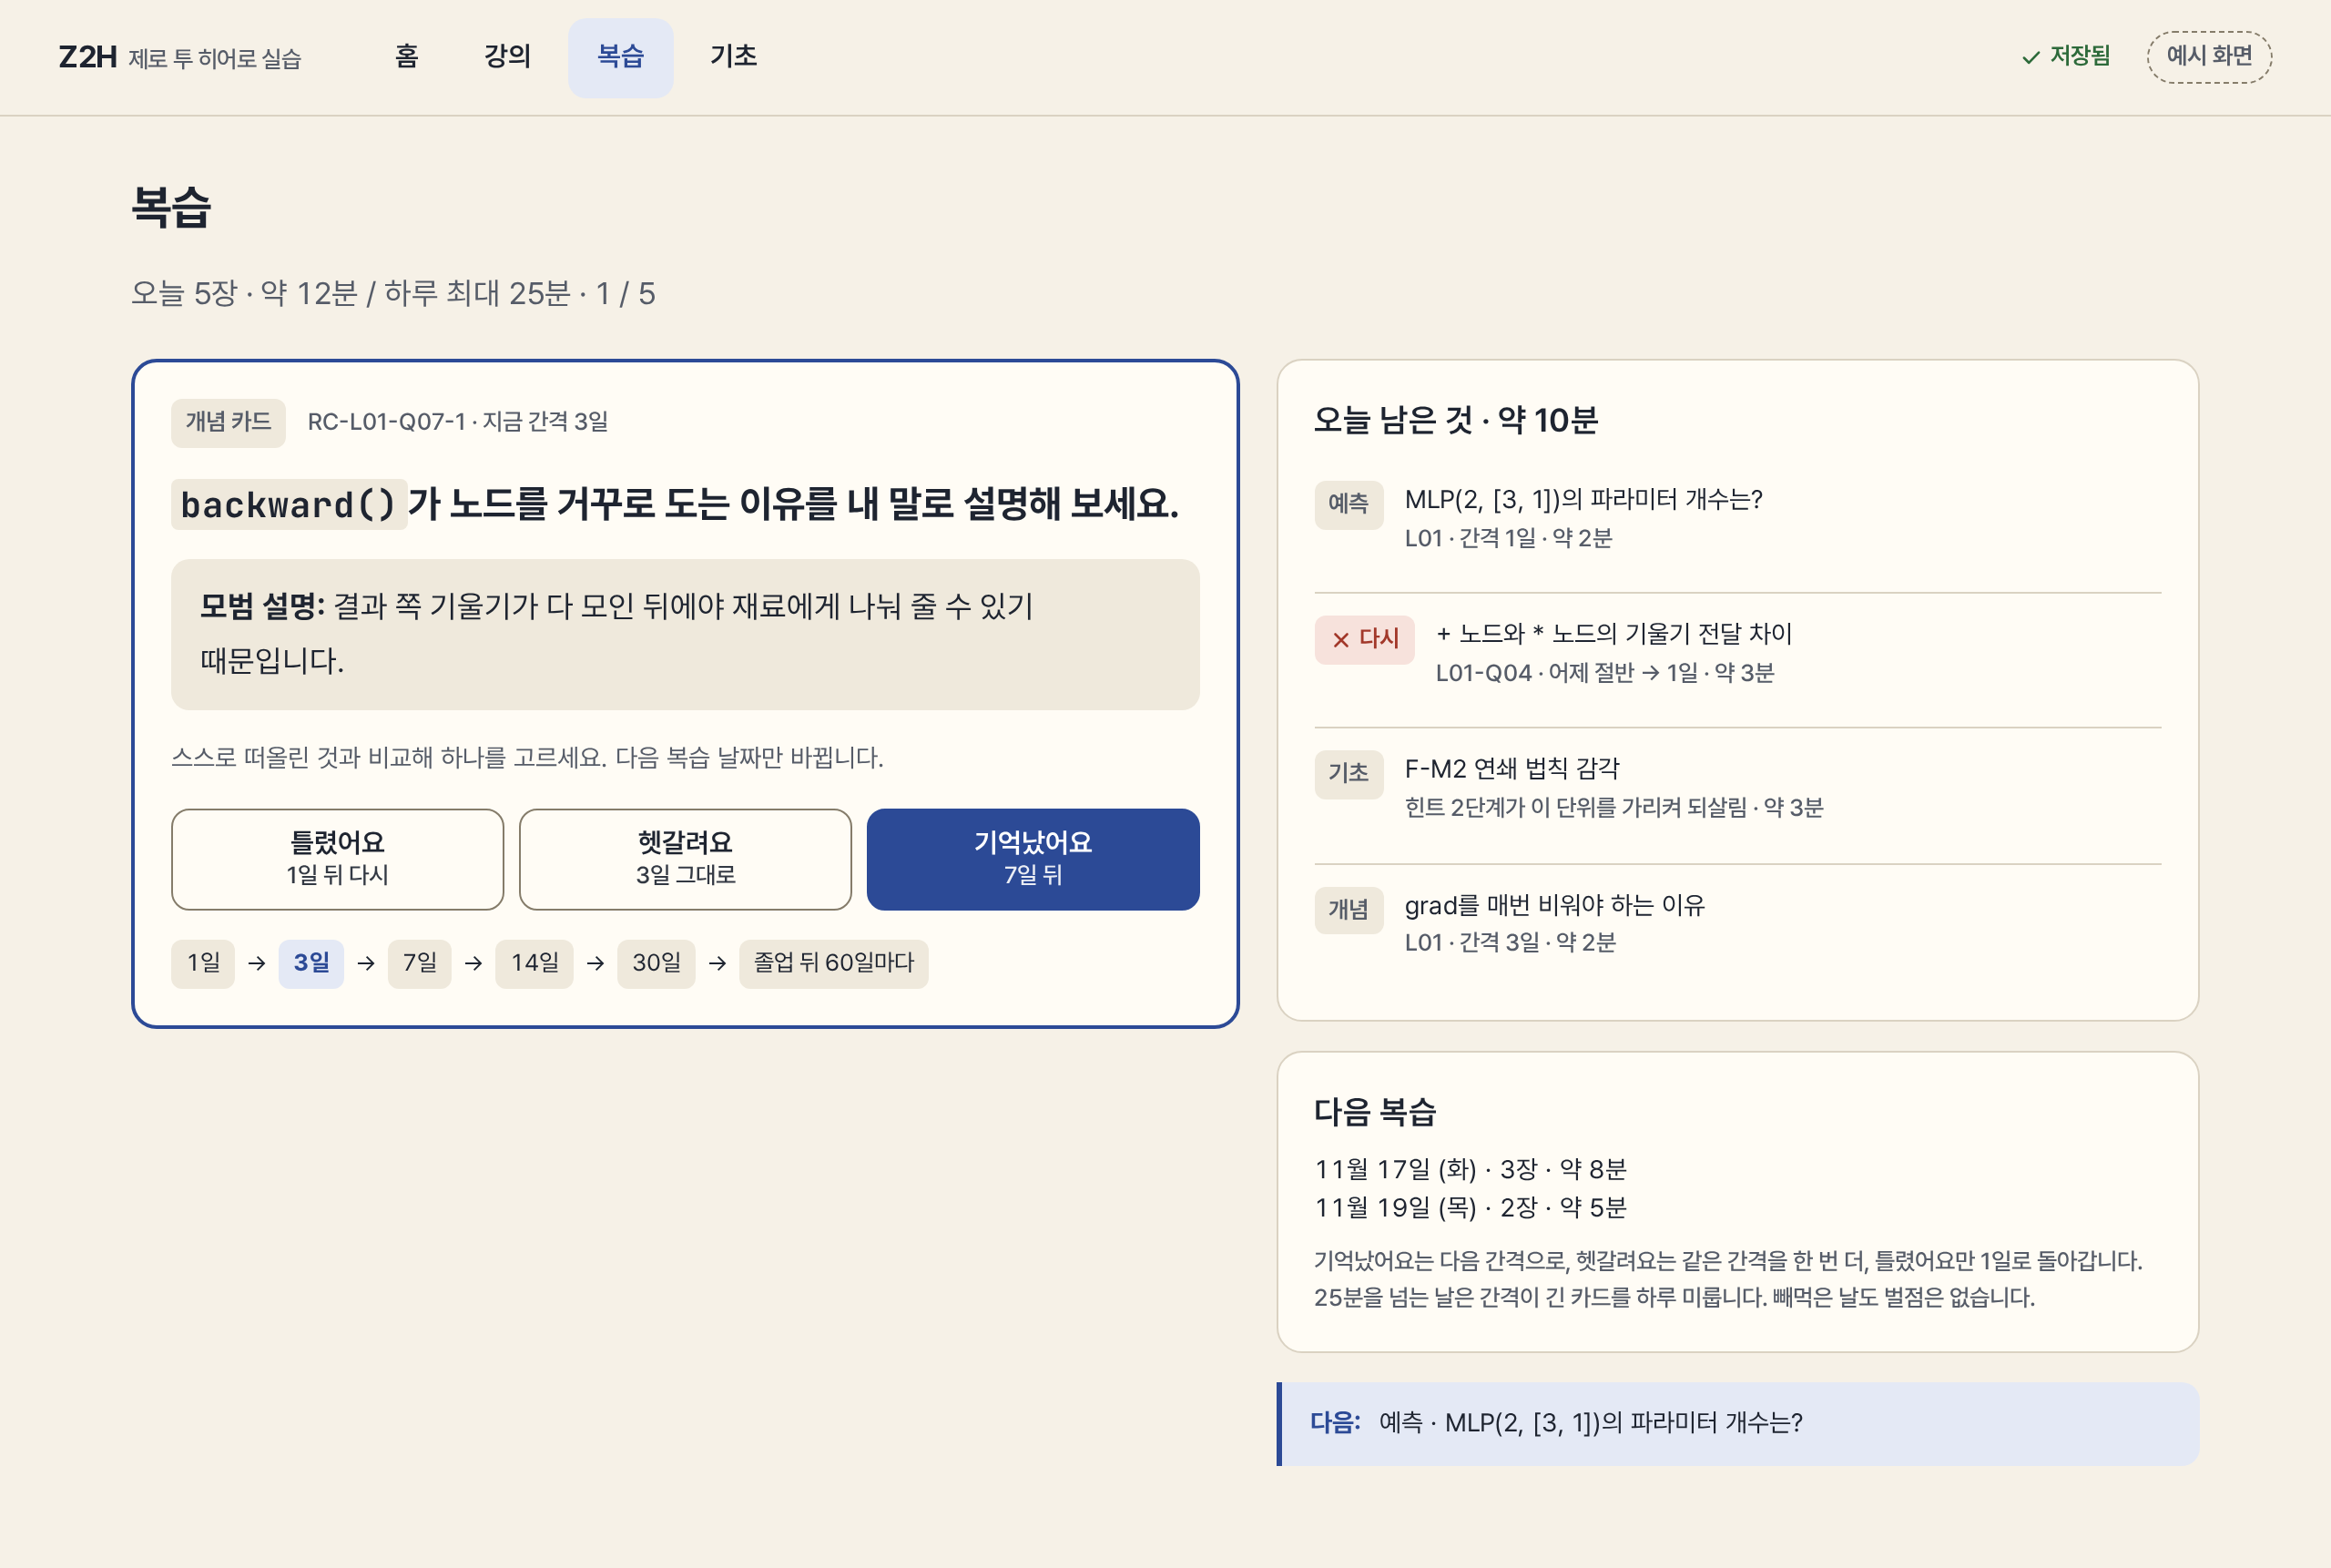 Z2H 제로 투 히어로 실습
홈
강의
복습
기초
저장됨
예시 화면
복습
오늘 5장 · 약 12분 / 하루 최대 25분 · 1 / 5
개념 카드
RC-L01-Q07-1 · 지금 간격 3일
backward()가 노드를 거꾸로 도는 이유를 내 말로 설명해 보세요.
모범 설명: 결과 쪽 기울기가 다 모인 뒤에야 재료에게 나눠 줄 수 있기
때문입니다.
스스로 떠올린 것과 비교해 하나를 고르세요. 다음 복습 날짜만 바뀝니다.
틀렸어요
1일 뒤 다시
헷갈려요
3일 그대로
기억났어요
7일 뒤
1일 → 3일 → 7일 → 14일 → 30일 → 졸업 뒤 60일마다
오늘 남은 것 · 약 10분
예측
MLP(2, [3, 1])의 파라미터 개수는?
L01 · 간격 1일 · 약 2분
다시
+ 노드와 * 노드의 기울기 전달 차이
L01-Q04 · 어제 절반 → 1일 · 약 3분
기초
F-M2 연쇄 법칙 감각
힌트 2단계가 이 단위를 가리켜 되살림 · 약 3분
개념
grad를 매번 비워야 하는 이유
L01 · 간격 3일 · 약 2분
다음 복습
11월 17일 (화) · 3장 · 약 8분
11월 19일 (목) · 2장 · 약 5분
기억났어요는 다음 간격으로, 헷갈려요는 같은 간격을 한 번 더, 틀렸어요만 1일로 돌아갑니다.
25분을 넘는 날은 간격이 긴 카드를 하루 미룹니다. 빼먹은 날도 벌점은 없습니다.
다음: 예측 · MLP(2, [3, 1])의 파라미터 개수는?